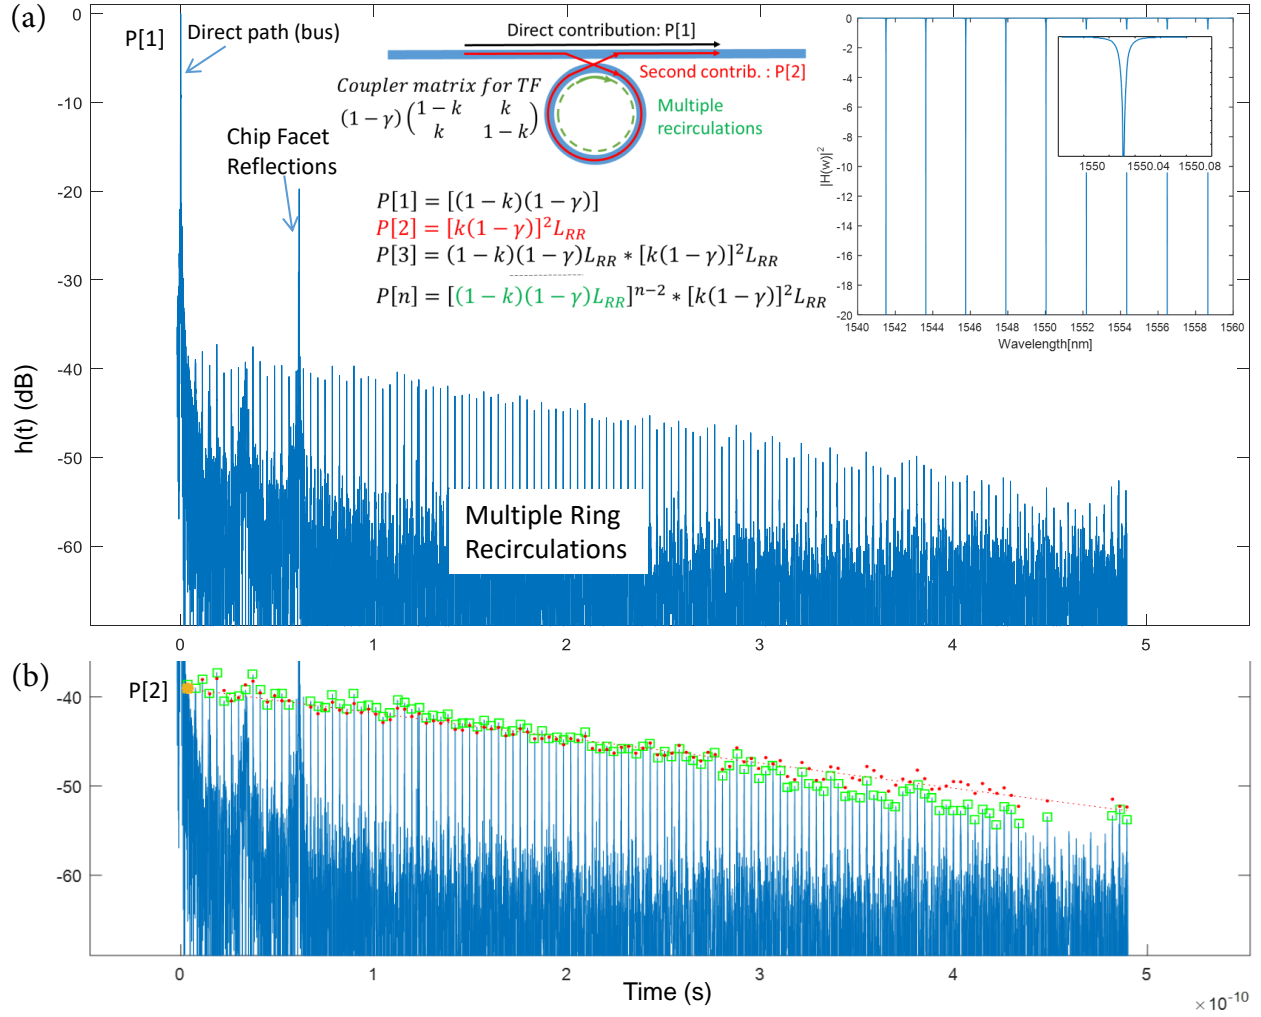 (a)
P[1]
Direct path (bus)
Chip Facet
Reflections
Direct contribution: P[1]
Second contrib. : P[2]
Multiple
recirculations
Coupler matrix for TF
(1 − γ) (1 − k k
k 1 − k)
P[1] = [(1 − k)(1 − γ)]
P[2] = [k(1 − γ)]²L_RR
P[3] = (1 − k)(1 − γ)L_RR ∗ [k(1 − γ)]²L_RR
P[n] = [(1 − k)(1 − γ)L_RR]ⁿ⁻² ∗ [k(1 − γ)]²L_RR
|H(w)|²
0
-2
-4
-6
-8
-10
-12
-14
-16
-18
-20
1540 1542 1544 1546 1548 1550 1552 1554 1556 1558 1560
Wavelength[nm]
1550 1550.04 1550.08
h(t) (dB)
0
-10
-20
-30
-40
-50
-60
Multiple Ring
Recirculations
0 1 2 3 4 5
(b)
P[2]
-40
-50
-60
0 1 2 3 4 5
Time (s)
×10⁻¹⁰